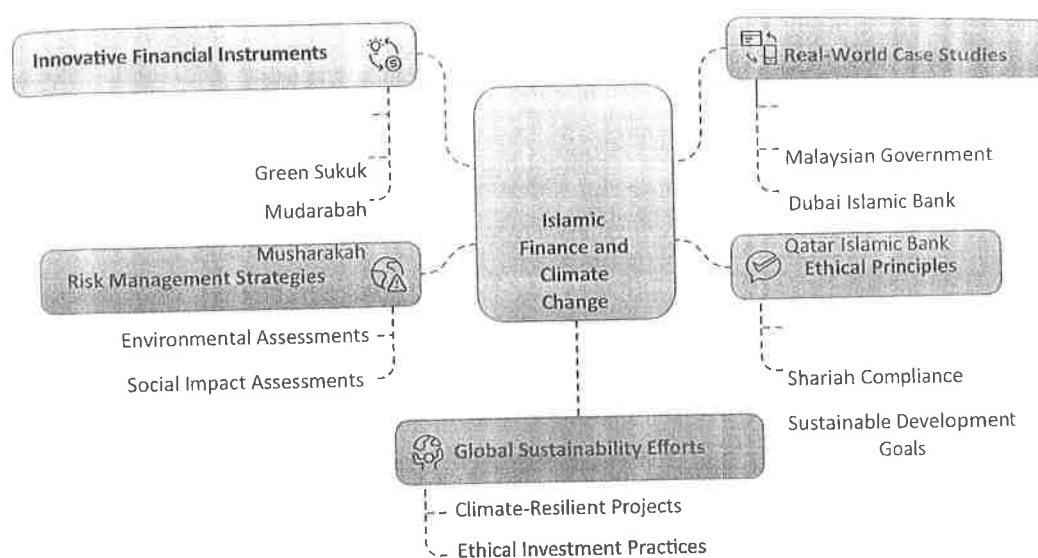 Innovative Financial Instruments
Green Sukuk
Mudarabah
Musharakah
Risk Management Strategies
Environmental Assessments
Social Impact Assessments
Islamic
Finance and
Climate
Change
Real-World Case Studies
Malaysian Government
Dubai Islamic Bank
Qatar Islamic Bank
Ethical Principles
Shariah Compliance
Sustainable Development
Goals
Global Sustainability Efforts
Climate-Resilient Projects
Ethical Investment Practices